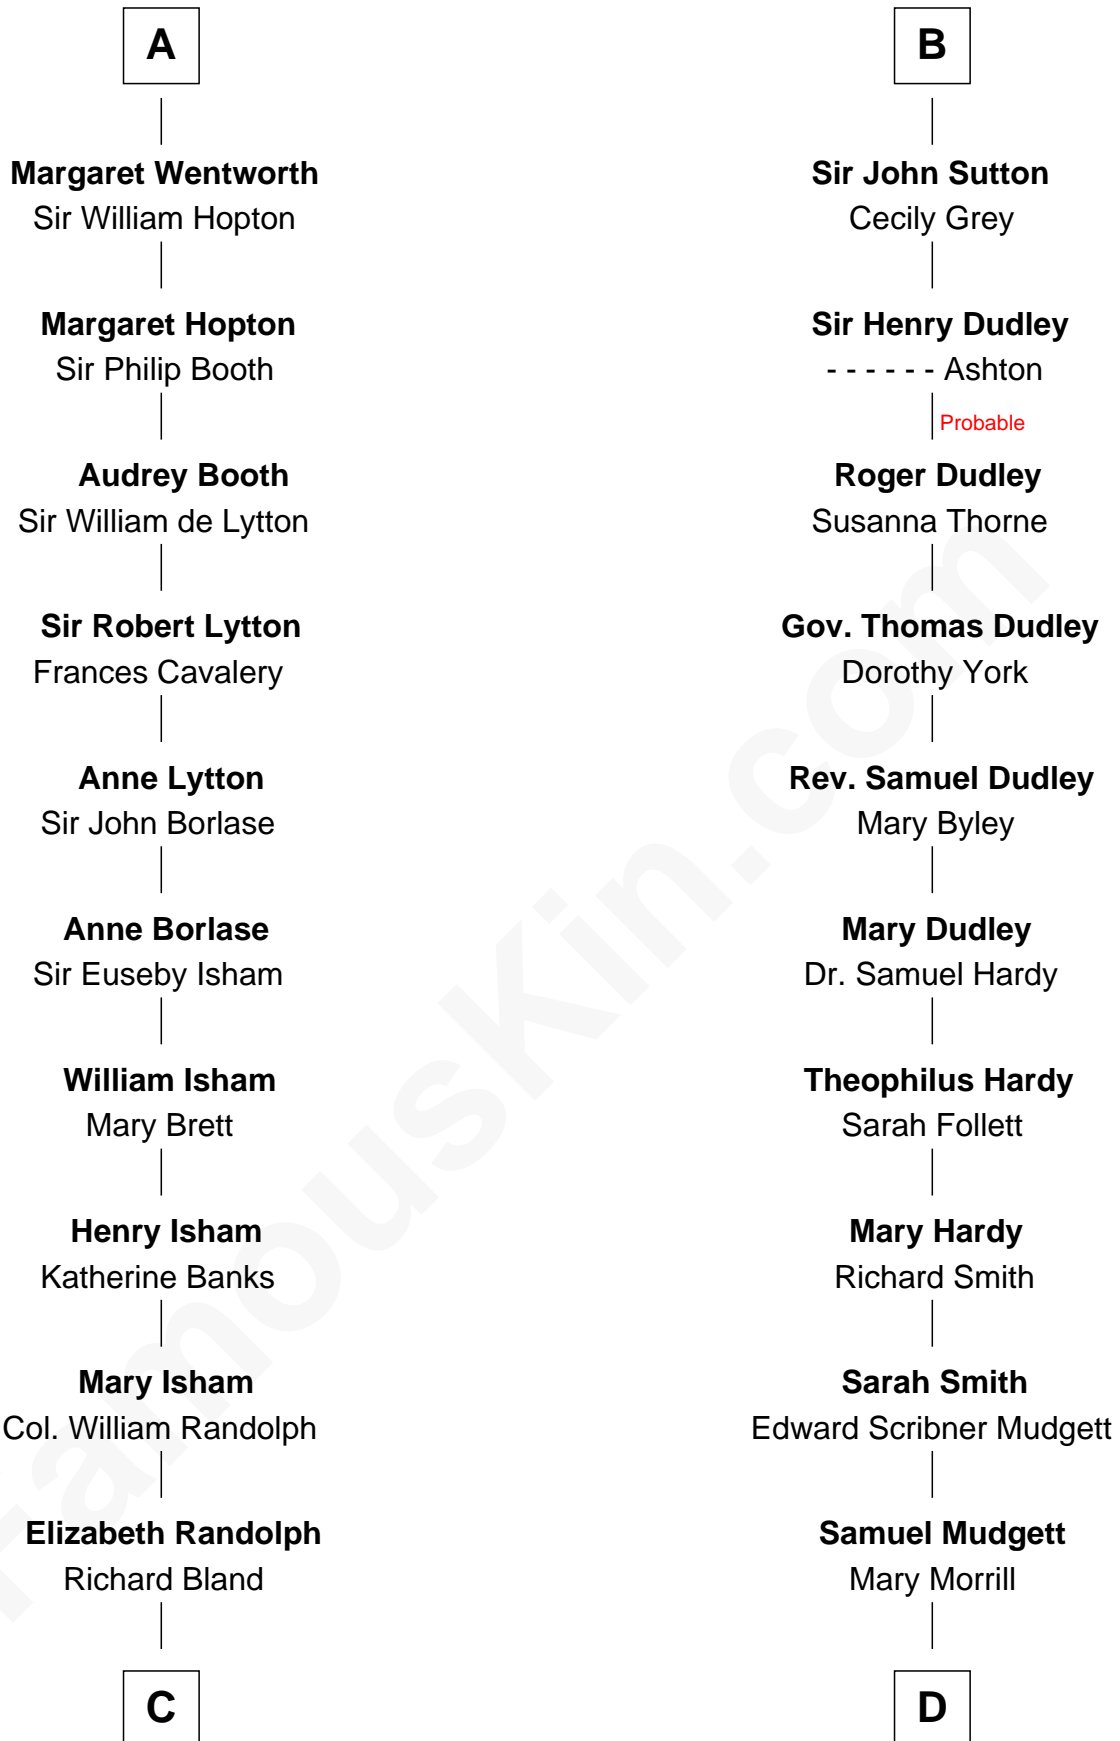 A
Margaret Wentworth
Sir William Hopton
Margaret Hopton
Sir Philip Booth
Audrey Booth
Sir William de Lytton
Sir Robert Lytton
Frances Cavalery
Anne Lytton
Sir John Borlase
Anne Borlase
Sir Euseby Isham
William Isham
Mary Brett
Henry Isham
Katherine Banks
Mary Isham
Col. William Randolph
Elizabeth Randolph
Richard Bland
C
B
Sir John Sutton
Cecily Grey
Sir Henry Dudley
- - - - - - Ashton
Probable
Roger Dudley
Susanna Thorne
Gov. Thomas Dudley
Dorothy York
Rev. Samuel Dudley
Mary Byley
Mary Dudley
Dr. Samuel Hardy
Theophilus Hardy
Sarah Follett
Mary Hardy
Richard Smith
Sarah Smith
Edward Scribner Mudgett
Samuel Mudgett
Mary Morrill
D
FamousKin.com